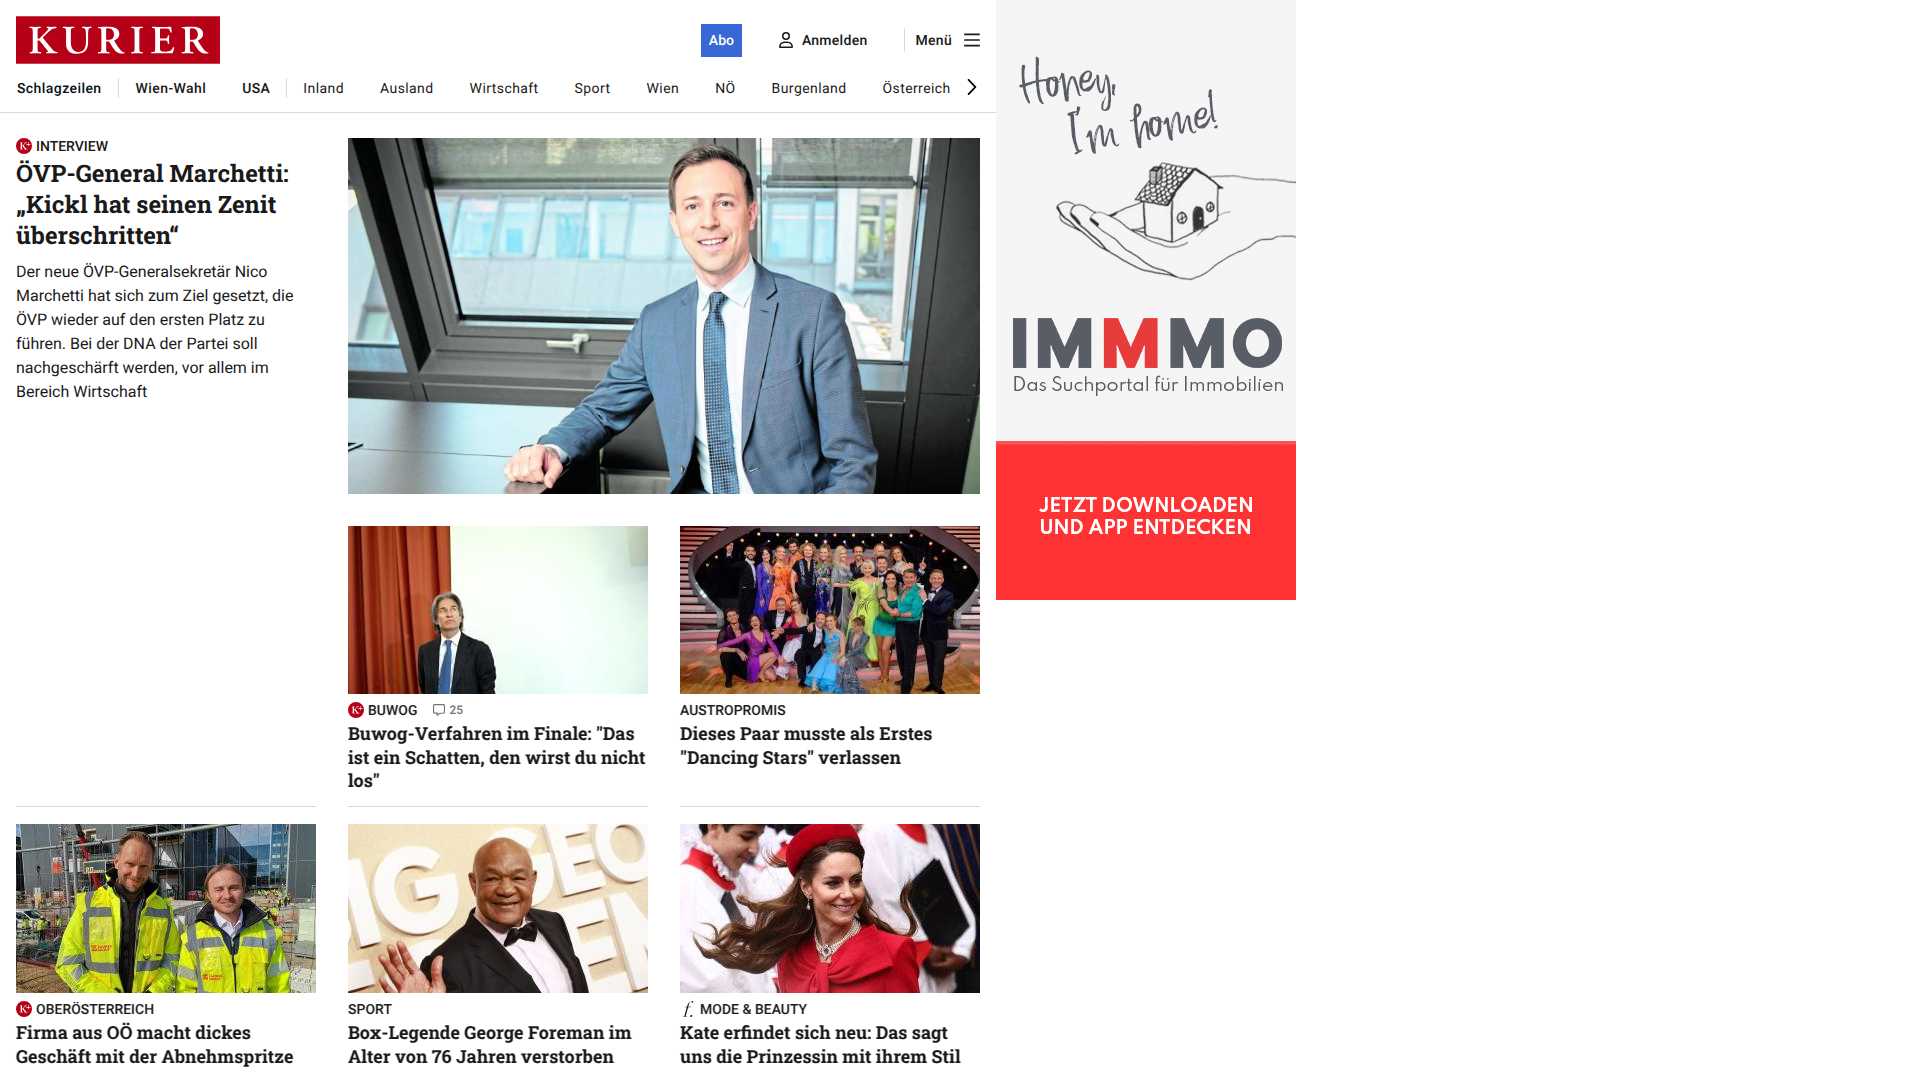 KURIER
Abo
Anmelden
Menü
Schlagzeilen
Wien-Wahl
USA
Inland
Ausland
Wirtschaft
Sport
Wien
NÖ
Burgenland
Österreich
K+ INTERVIEW
ÖVP-General Marchetti:
„Kickl hat seinen Zenit
überschritten“
Der neue ÖVP-Generalsekretär Nico
Marchetti hat sich zum Ziel gesetzt, die
ÖVP wieder auf den ersten Platz zu
führen. Bei der DNA der Partei soll
nachgeschärft werden, vor allem im
Bereich Wirtschaft
K+ BUWOG 25
Buwog-Verfahren im Finale: "Das
ist ein Schatten, den wirst du nicht
los"
AUSTROPROMIS
Dieses Paar musste als Erstes
"Dancing Stars" verlassen
K+ OBERÖSTERREICH
Firma aus OÖ macht dickes
Geschäft mit der Abnehmspritze
SPORT
Box-Legende George Foreman im
Alter von 76 Jahren verstorben
f. MODE & BEAUTY
Kate erfindet sich neu: Das sagt
uns die Prinzessin mit ihrem Stil
Honey,
I'm home!
IMMMO
Das Suchportal für Immobilien
JETZT DOWNLOADEN
UND APP ENTDECKEN